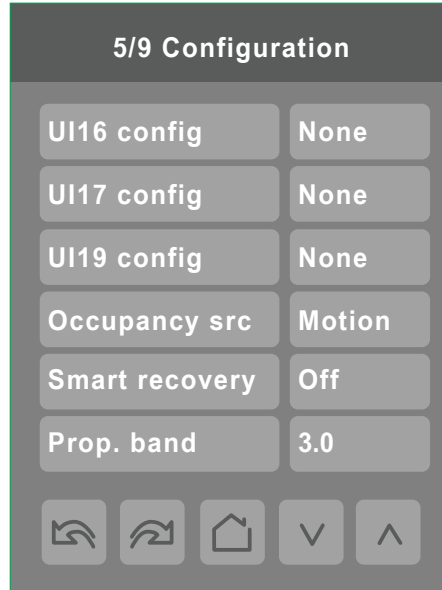 5/9 Configuration
UI16 config None
UI17 config None
UI19 config None
Occupancy src Motion
Smart recovery Off
Prop. band 3.0